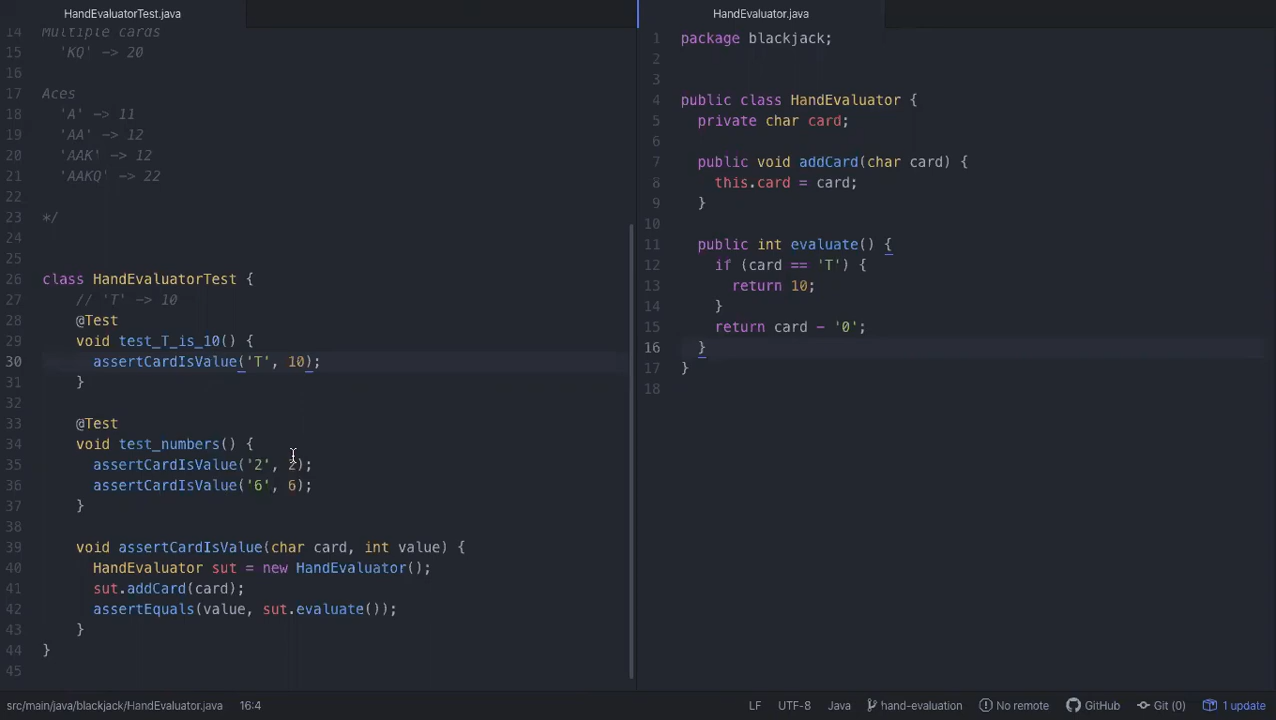 HandEvaluatorTest.java
14 Multiple cards
15 'KQ' -> 20
16
17 Aces
18 'A' -> 11
19 'AA' -> 12
20 'AAK' -> 12
21 'AAKQ' -> 22
22
23 */
24
25
26 class HandEvaluatorTest {
27 // 'T' -> 10
28 @Test
29 void test_T_is_10() {
30 assertCardIsValue('T', 10);
31 }
32
33 @Test
34 void test_numbers() {
35 assertCardIsValue('2', 2);
36 assertCardIsValue('6', 6);
37 }
38
39 void assertCardIsValue(char card, int value) {
40 HandEvaluator sut = new HandEvaluator();
41 sut.addCard(card);
42 assertEquals(value, sut.evaluate());
43 }
44 }
45
HandEvaluator.java
1 package blackjack;
2
3
4 public class HandEvaluator {
5 private char card;
6
7 public void addCard(char card) {
8 this.card = card;
9 }
10
11 public int evaluate() {
12 if (card == 'T') {
13 return 10;
14 }
15 return card - '0';
16 }
17 }
18
src/main/java/blackjack/HandEvaluator.java 16:4 LF UTF-8 Java hand-evaluation No remote GitHub Git (0) 1 update